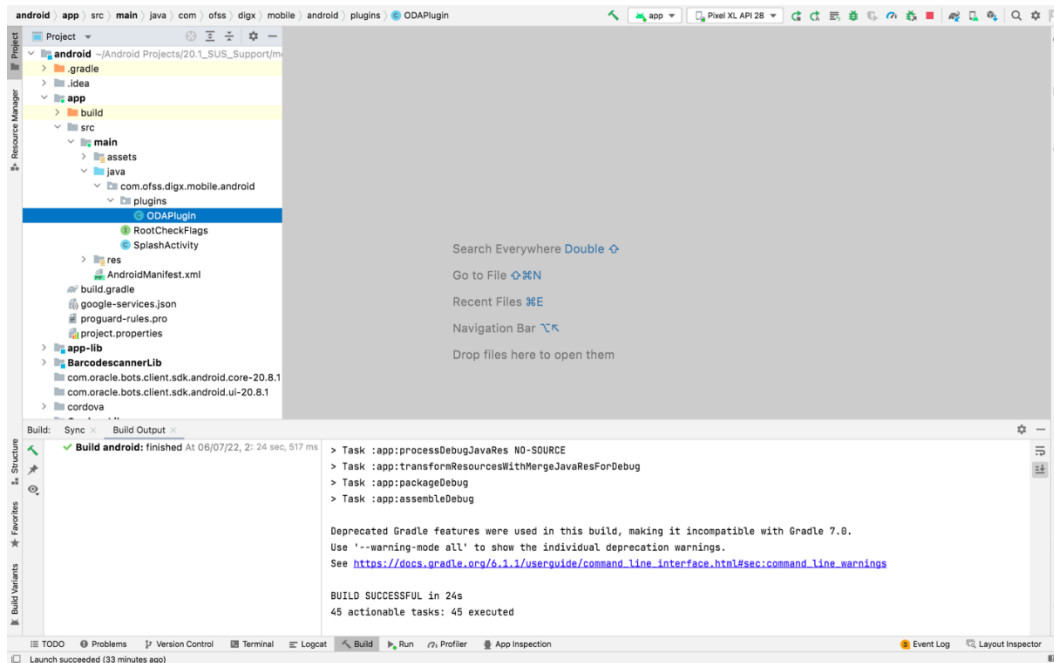 android app src main java com ofss digx mobile android plugins ODAPlugin
app Pixel XL API 28
Project
Resource Manager
Structure
Favorites
Build Variants
Project
android ~/Android Projects/20.1_SUS_Support/m
.gradle
.idea
app
build
src
main
assets
java
com.ofss.digx.mobile.android
plugins
ODAPlugin
RootCheckFlags
SplashActivity
res
AndroidManifest.xml
build.gradle
google-services.json
proguard-rules.pro
project.properties
app-lib
BarcodescannerLib
com.oracle.bots.client.sdk.android.core-20.8.1
com.oracle.bots.client.sdk.android.ui-20.8.1
cordova
Search Everywhere Double ⇧
Go to File ⇧⌘N
Recent Files ⌘E
Navigation Bar ⌥↖
Drop files here to open them
Build: Sync × Build Output ×
Build android: finished At 06/07/22, 2: 24 sec, 517 ms
> Task :app:processDebugJavaRes NO-SOURCE
> Task :app:transformResourcesWithMergeJavaResForDebug
> Task :app:packageDebug
> Task :app:assembleDebug
Deprecated Gradle features were used in this build, making it incompatible with Gradle 7.0.
Use '--warning-mode all' to show the individual deprecation warnings.
See https://docs.gradle.org/6.1.1/userguide/command_line_interface.html#sec:command_line_warnings
BUILD SUCCESSFUL in 24s
45 actionable tasks: 45 executed
TODO Problems Version Control Terminal Logcat Build Run Profiler App Inspection Event Log Layout Inspector
Launch succeeded (33 minutes ago)